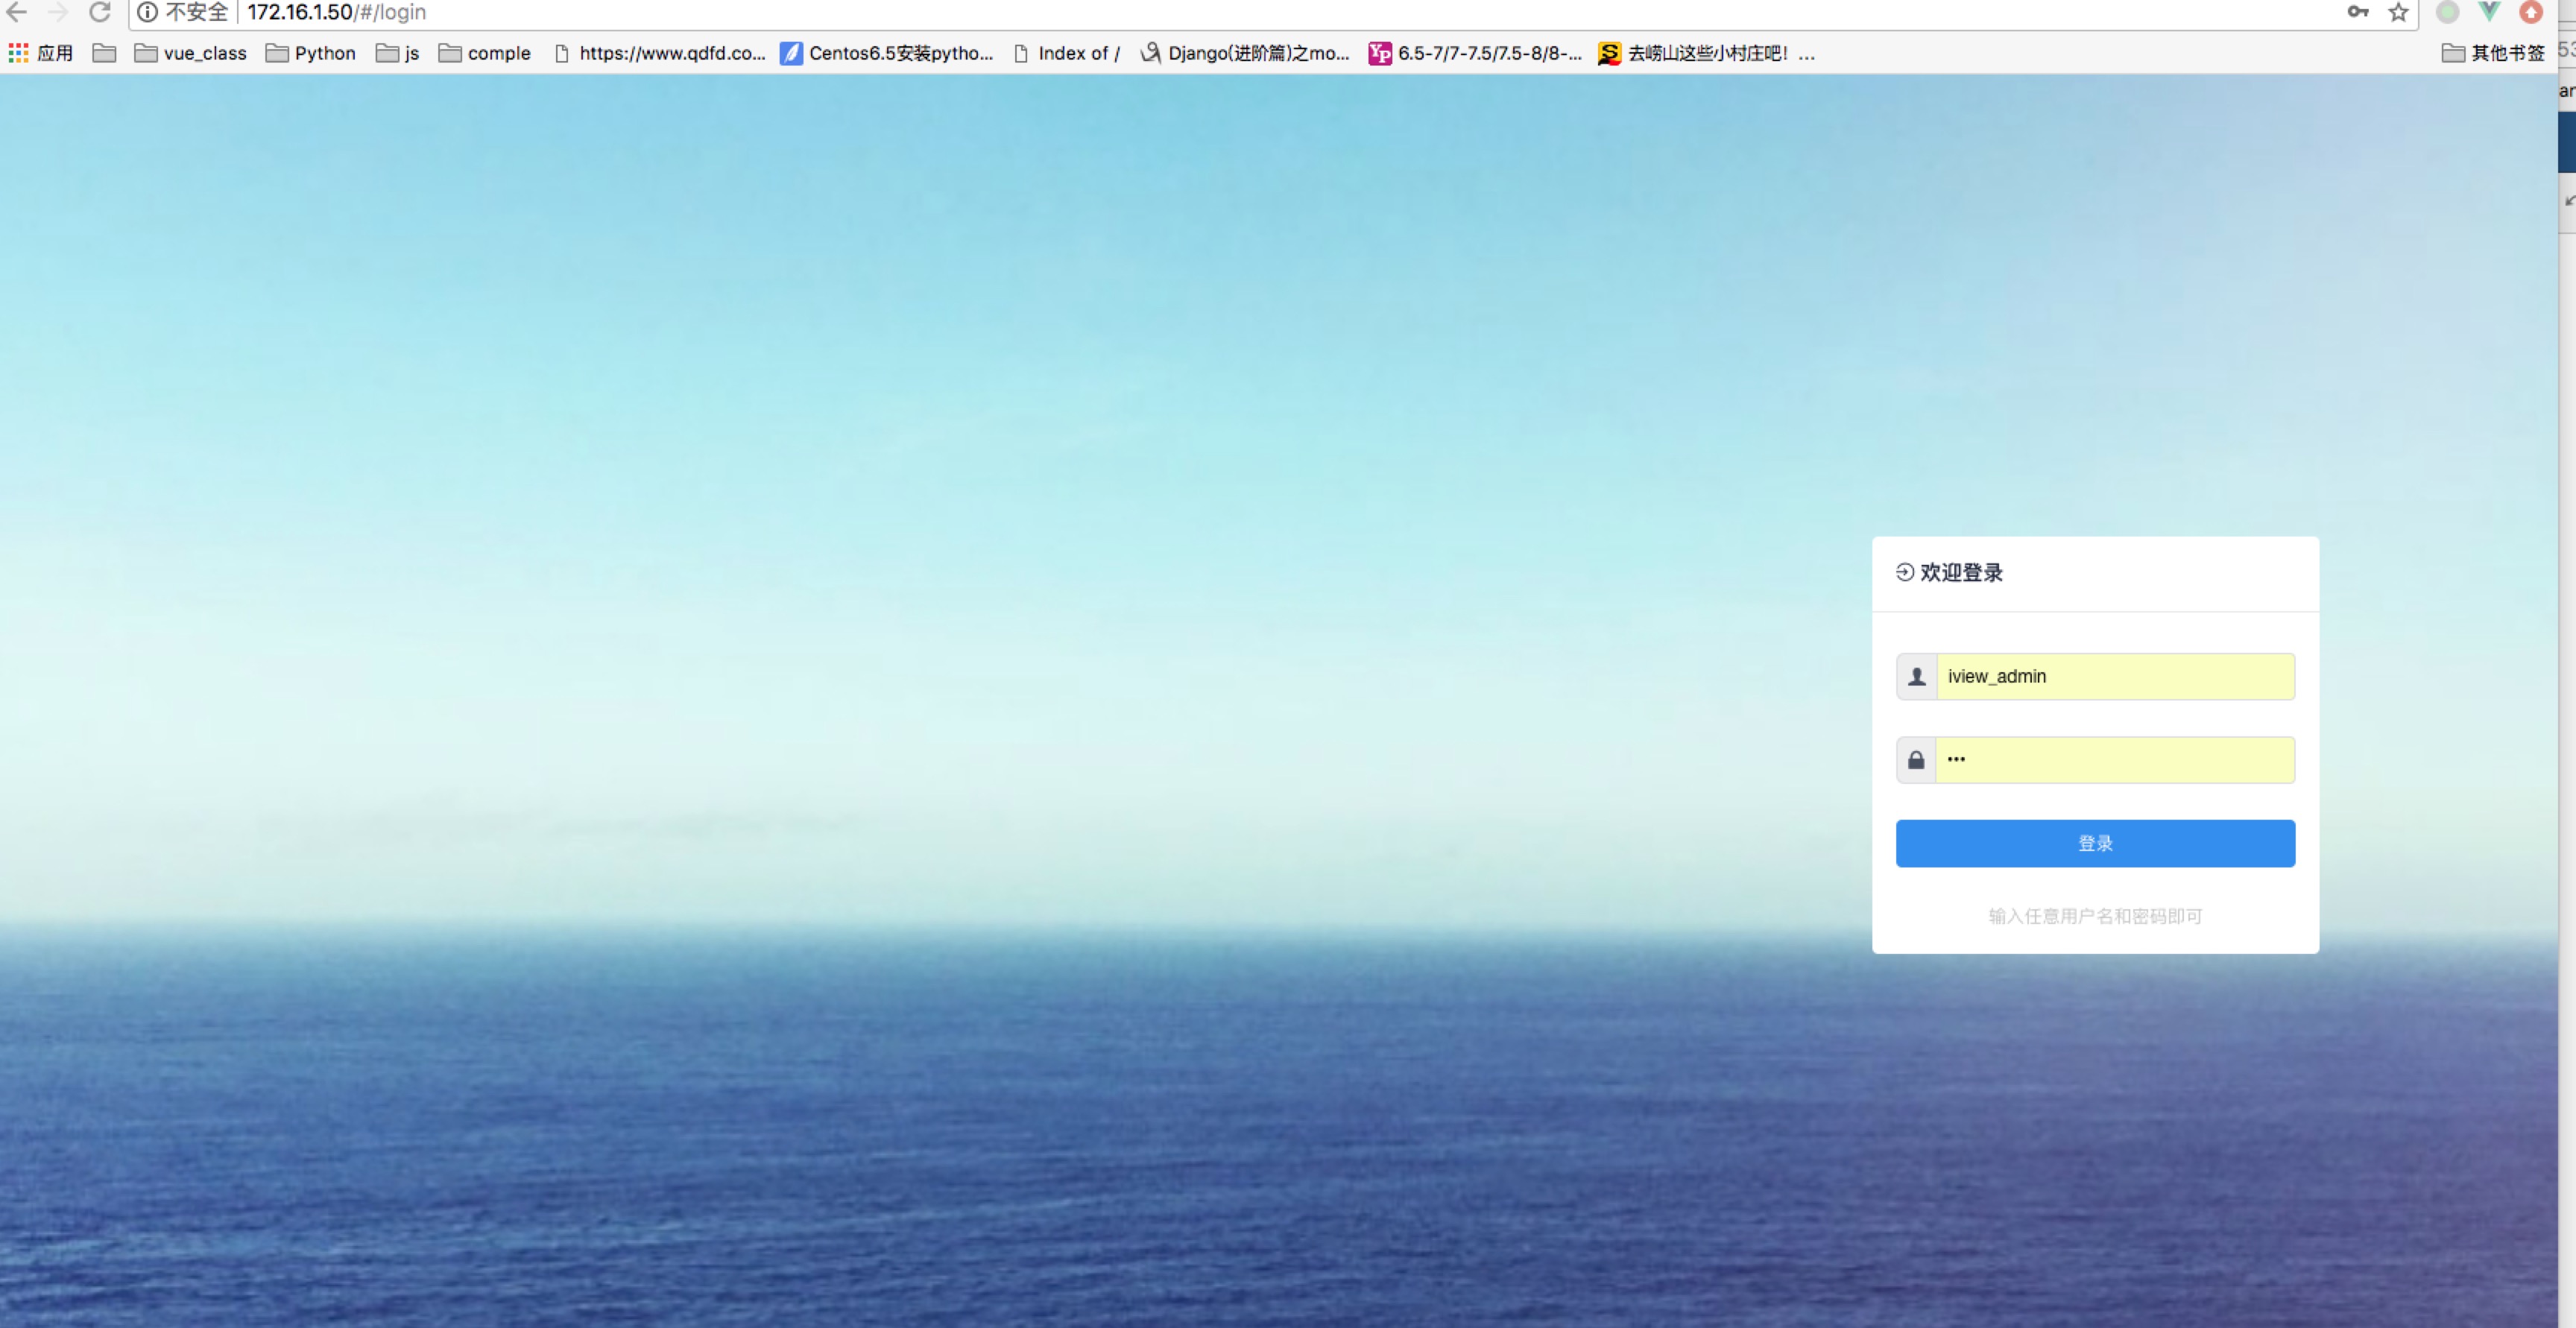 不安全 172.16.1.50/#/login
应用 vue_class Python js comple https://www.qdfd.co... Centos6.5安装pytho... Index of / Django(进阶篇)之mo... 6.5-7/7-7.5/7.5-8/8-... 去崂山这些小村庄吧！... 其他书签
欢迎登录
iview_admin
•••
登录
输入任意用户名和密码即可